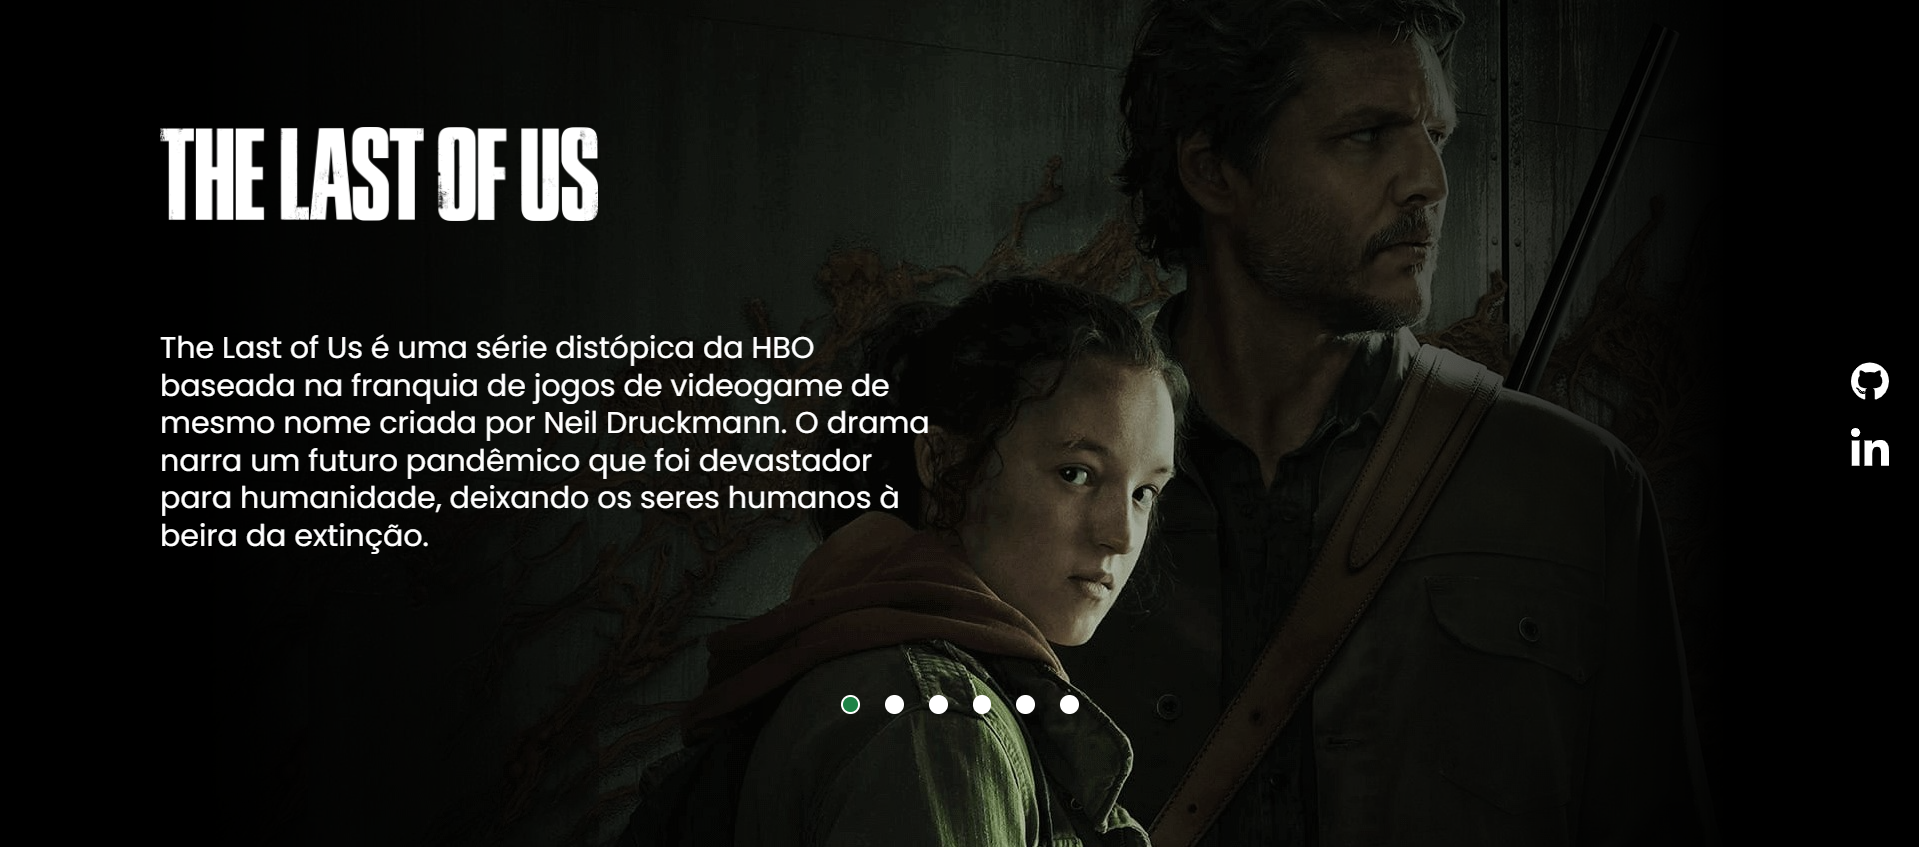 THE LAST OF US
The Last of Us é uma série distópica da HBO
baseada na franquia de jogos de videogame de
mesmo nome criada por Neil Druckmann. O drama
narra um futuro pandêmico que foi devastador
para humanidade, deixando os seres humanos à
beira da extinção.
in